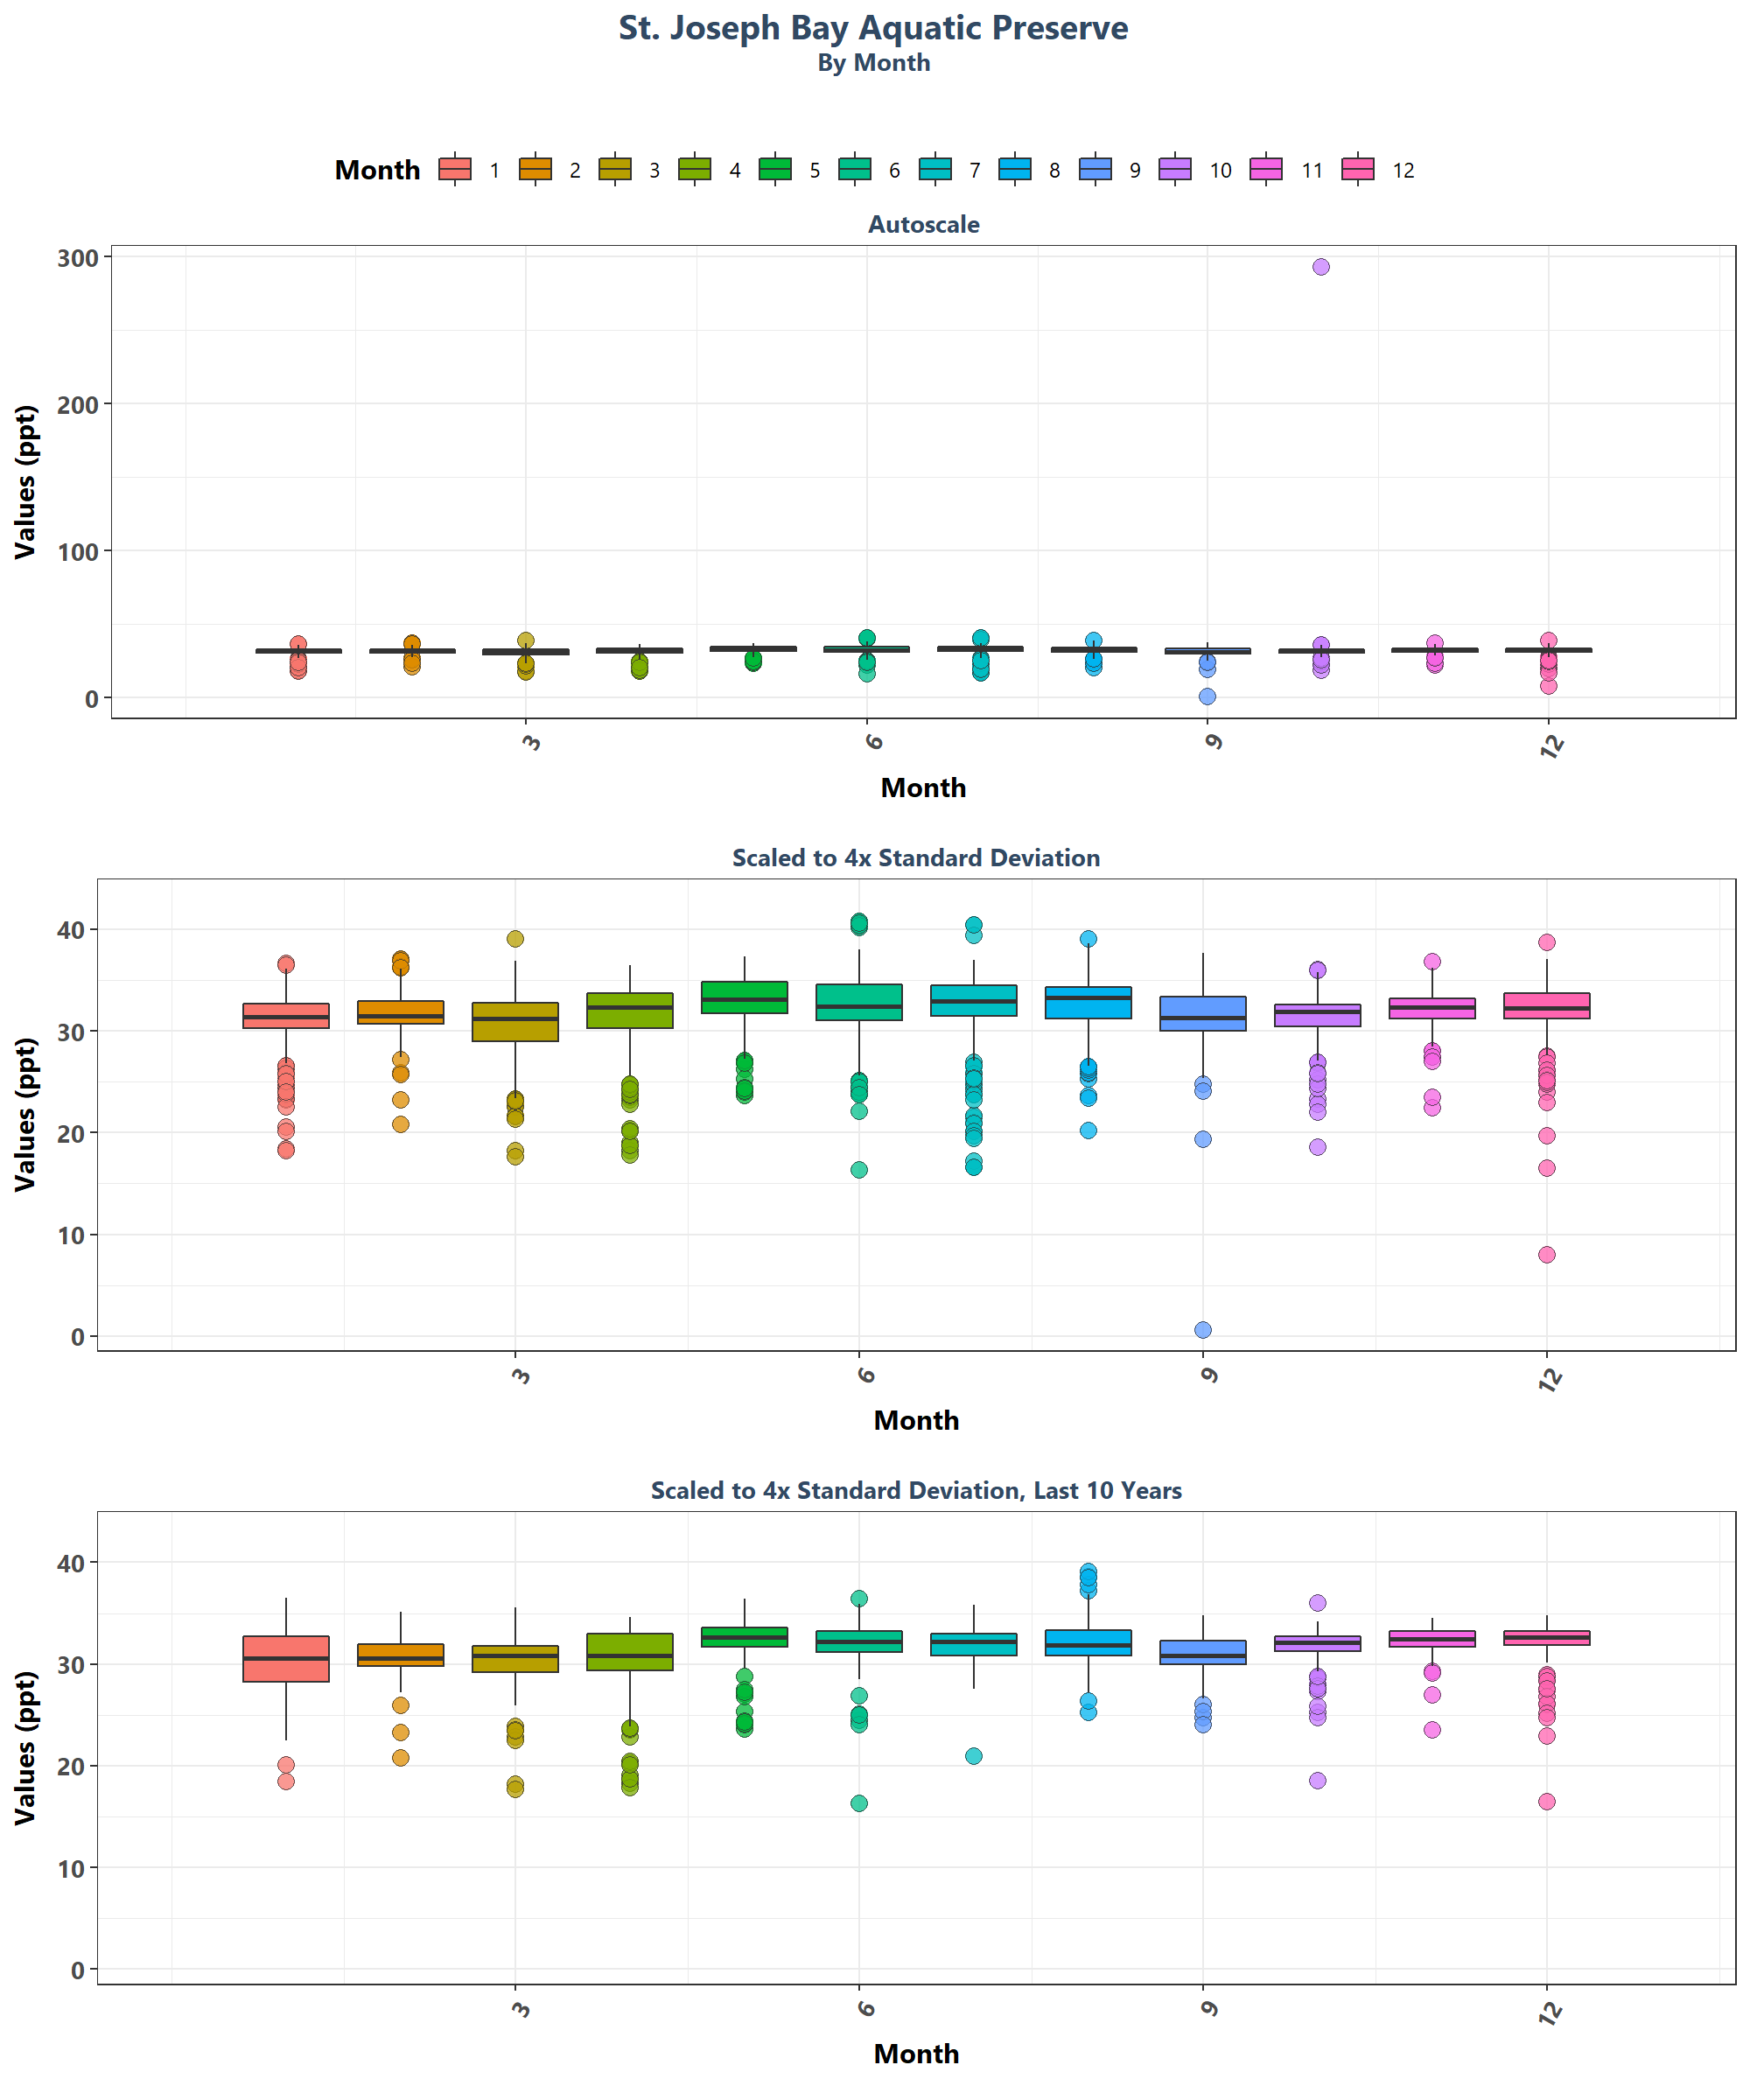 St. Joseph Bay Aquatic Preserve
By Month
Month 1 2 3 4 5 6 7 8 9 10 11 12
Autoscale
300
200
100
0
Values (ppt)
3 6 9 12
Month
Scaled to 4x Standard Deviation
40
30
20
10
0
Values (ppt)
3 6 9 12
Month
Scaled to 4x Standard Deviation, Last 10 Years
40
30
20
10
0
Values (ppt)
3 6 9 12
Month